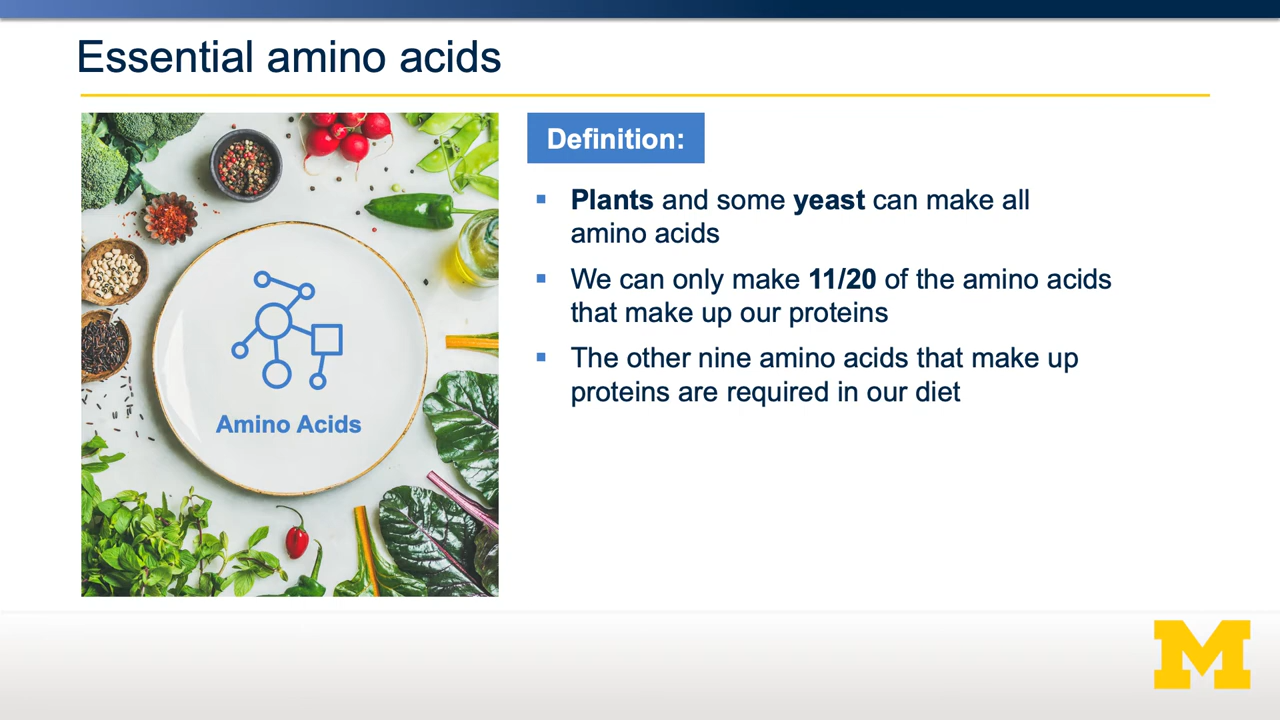 Essential amino acids
Definition:
▪ Plants and some yeast can make all
amino acids
▪ We can only make 11/20 of the amino acids
that make up our proteins
▪ The other nine amino acids that make up
proteins are required in our diet
Amino Acids
M